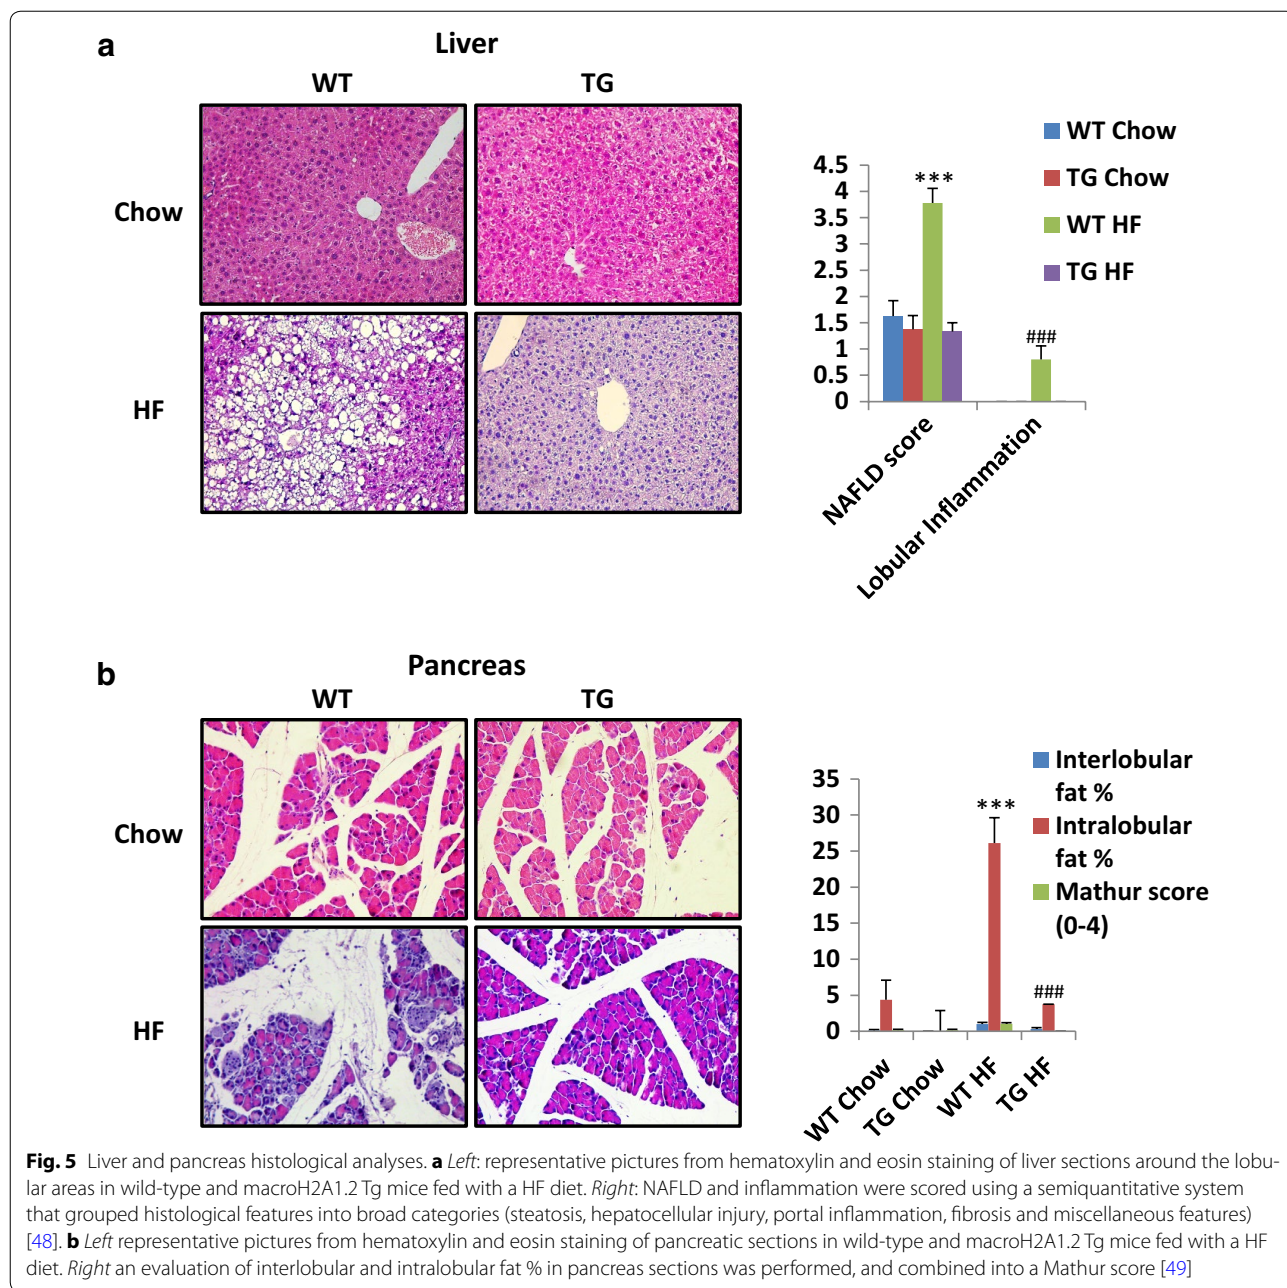 a
Liver
WT TG
Chow
HF
WT Chow
TG Chow
WT HF
TG HF
4.5
4
3.5
3
2.5
2
1.5
1
0.5
0
***
###
NAFLD score
Lobular Inflammation
b
Pancreas
WT TG
Chow
HF
Interlobular
fat %
Intralobular
fat %
Mathur score
(0-4)
35
30
25
20
15
10
5
0
***
###
WT Chow
TG Chow
WT HF
TG HF
Fig. 5 Liver and pancreas histological analyses. a Left: representative pictures from hematoxylin and eosin staining of liver sections around the lobu-
lar areas in wild-type and macroH2A1.2 Tg mice fed with a HF diet. Right: NAFLD and inflammation were scored using a semiquantitative system
that grouped histological features into broad categories (steatosis, hepatocellular injury, portal inflammation, fibrosis and miscellaneous features)
[48]. b Left representative pictures from hematoxylin and eosin staining of pancreatic sections in wild-type and macroH2A1.2 Tg mice fed with a HF
diet. Right an evaluation of interlobular and intralobular fat % in pancreas sections was performed, and combined into a Mathur score [49]